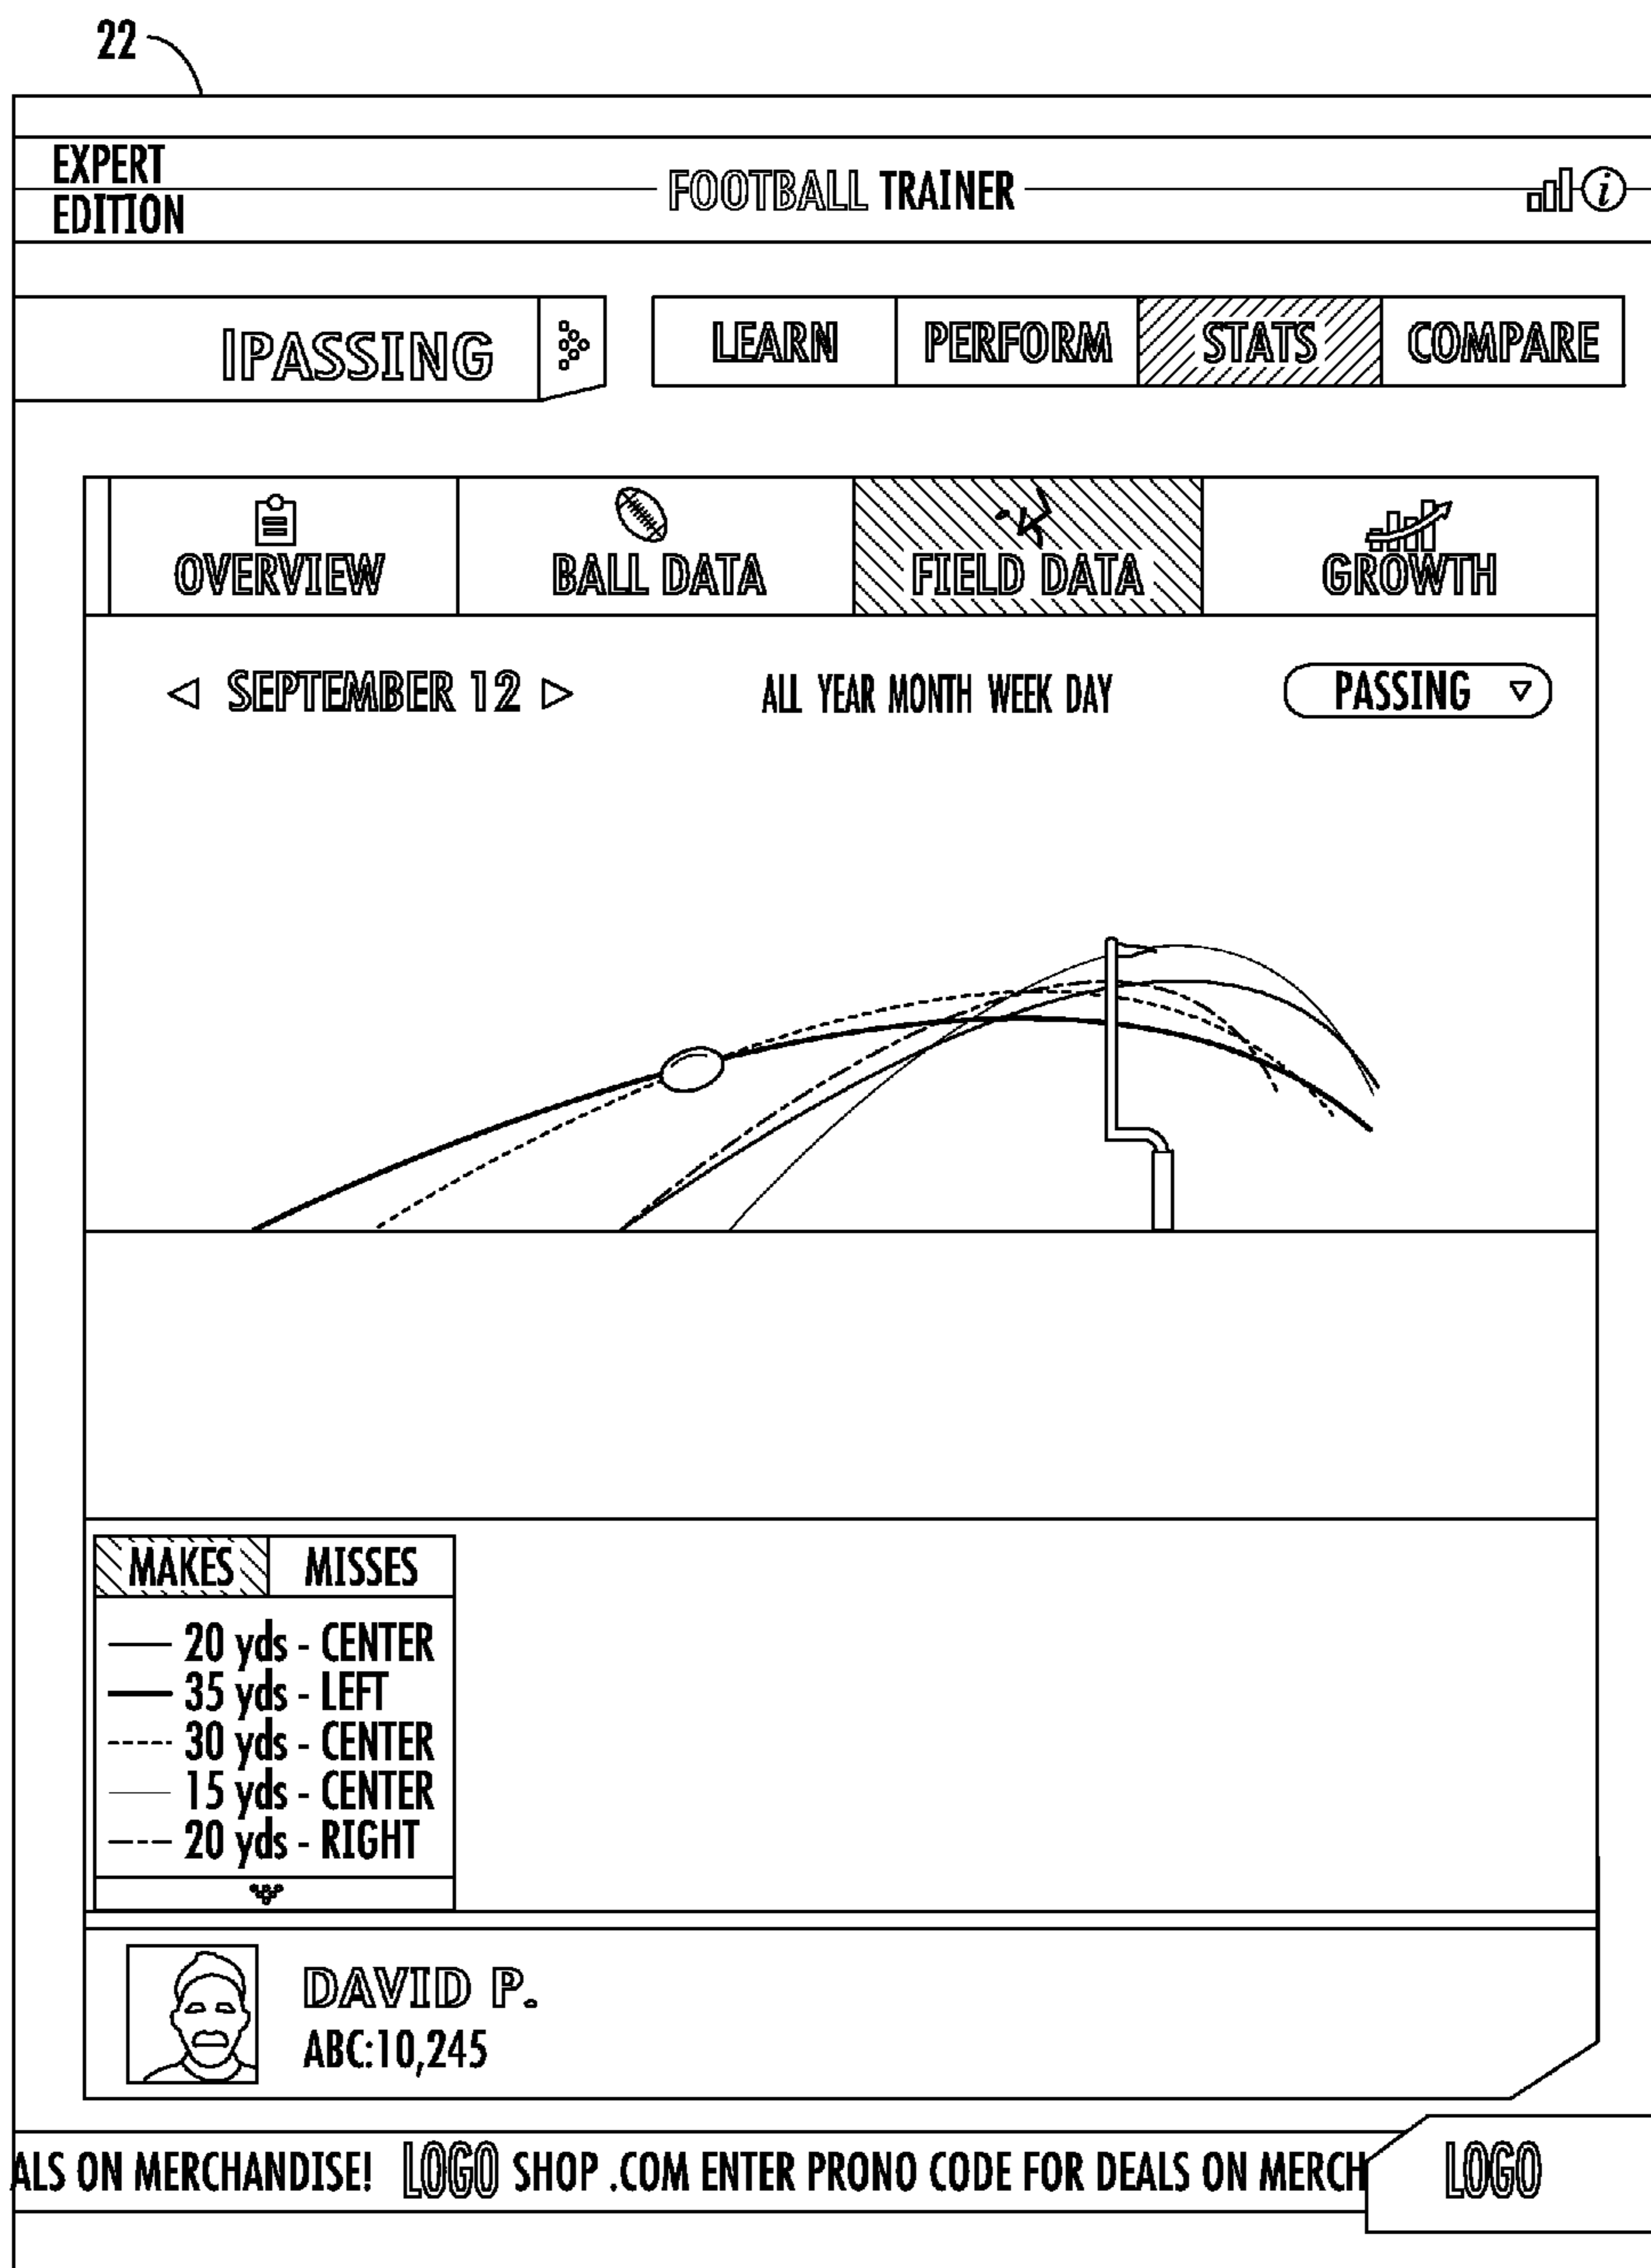 22
EXPERT
EDITION
FOOTBALL TRAINER
i
PASSING
LEARN PERFORM STATS COMPARE
OVERVIEW BALL DATA FIELD DATA GROWTH
SEPTEMBER 12 ALL YEAR MONTH WEEK DAY PASSING
MAKES MISSES
20 yds - CENTER
35 yds - LEFT
30 yds - CENTER
15 yds - CENTER
20 yds - RIGHT
DAVID P.
ABC:10,245
ALS ON MERCHANDISE! LOGO SHOP .COM ENTER PRONO CODE FOR DEALS ON MERCH LOGO